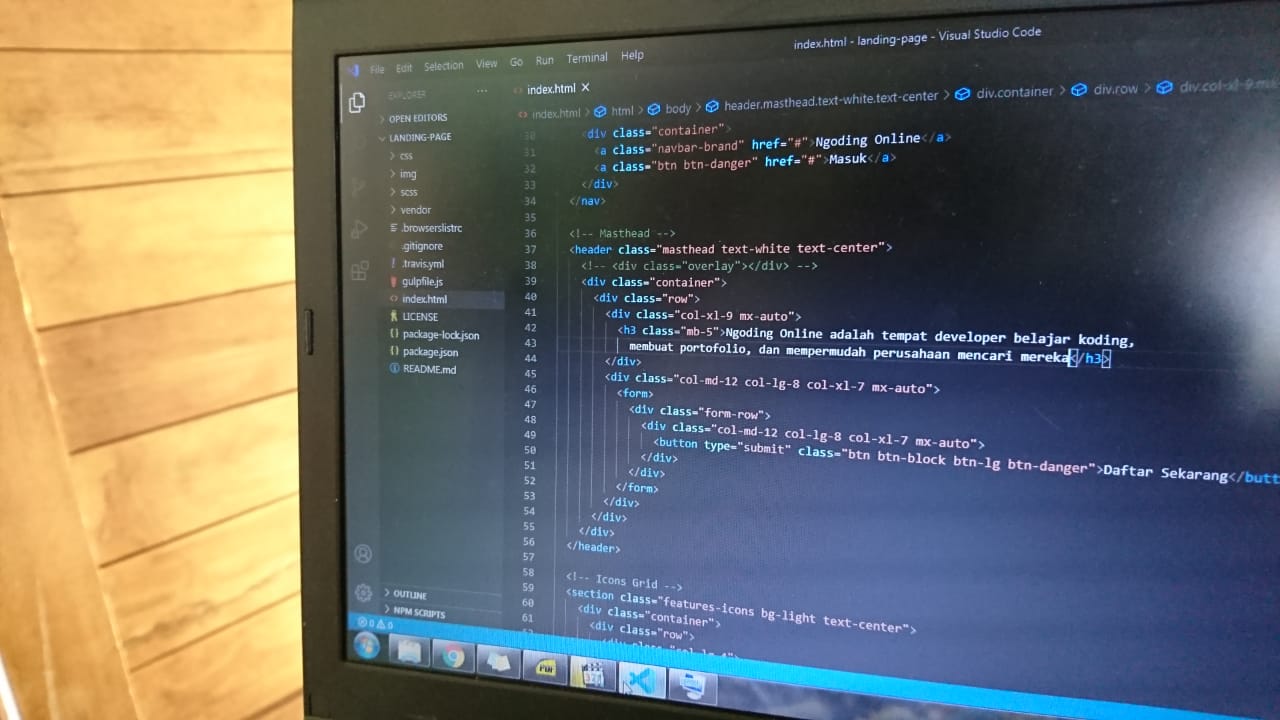 File Edit Selection View Go Run Terminal Help
index.html - landing-page - Visual Studio Code
EXPLORER ...
OPEN EDITORS
LANDING-PAGE
css
img
scss
vendor
.browserslistrc
.gitignore
.travis.yml
gulpfile.js
index.html
LICENSE
package-lock.json
package.json
README.md
OUTLINE
NPM SCRIPTS
0 0
index.html
index.html > html > body > header.masthead.text-white.text-center > div.container > div.row >
30 <div class="container">
31 <a class="navbar-brand" href="#">Ngoding Online</a>
32 <a class="btn btn-danger" href="#">Masuk</a>
33 </div>
34 </nav>
35
36 <!-- Masthead -->
37 <header class="masthead text-white text-center">
38 <!-- <div class="overlay"></div> -->
39 <div class="container">
40 <div class="row">
41 <div class="col-xl-9 mx-auto">
42 <h3 class="mb-5">Ngoding Online adalah tempat developer belajar koding,
43 membuat portofolio, dan mempermudah perusahaan mencari mereka</h3>
44 </div>
45 <div class="col-md-12 col-lg-8 col-xl-7 mx-auto">
46 <form>
47 <div class="form-row">
48 <div class="col-md-12 col-lg-8 col-xl-7 mx-auto">
49 <button type="submit" class="btn btn-block btn-lg btn-danger">Daftar Sekarang</butt
50 </div>
51 </div>
52 </form>
53 </div>
54 </div>
55 </div>
56 </header>
57
58 <!-- Icons Grid -->
59 <section class="features-icons bg-light text-center">
60 <div class="container">
61 <div class="row">
PDF
321